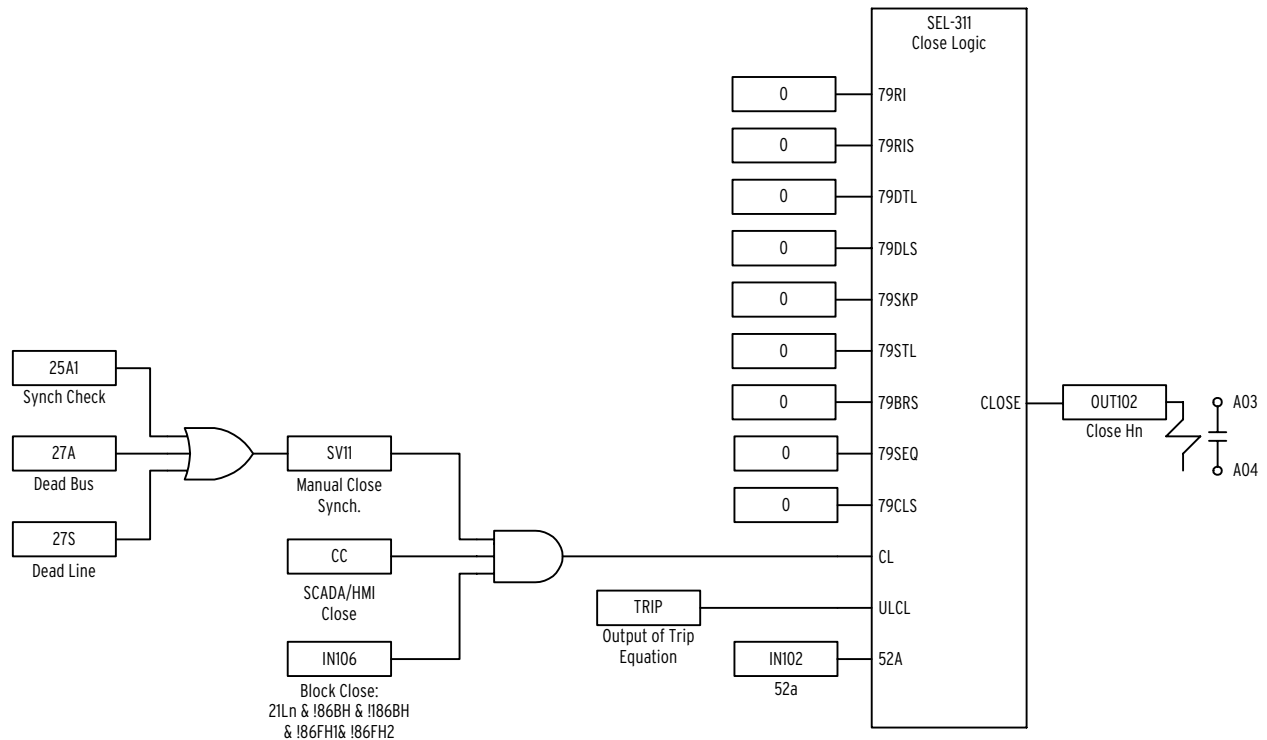 SEL-311
Close Logic
0
79RI
0
79RIS
0
79DTL
0
79DLS
0
79SKP
0
79STL
0
79BRS
CLOSE
OUT102
Close Hn
A03
A04
0
79SEQ
0
79CLS
25A1
Synch Check
27A
Dead Bus
27S
Dead Line
SV11
Manual Close
Synch.
CC
SCADA/HMI
Close
IN106
Block Close:
21Ln & !86BH & !186BH
& !86FH1& !86FH2
CL
TRIP
Output of Trip
Equation
ULCL
IN102
52a
52A